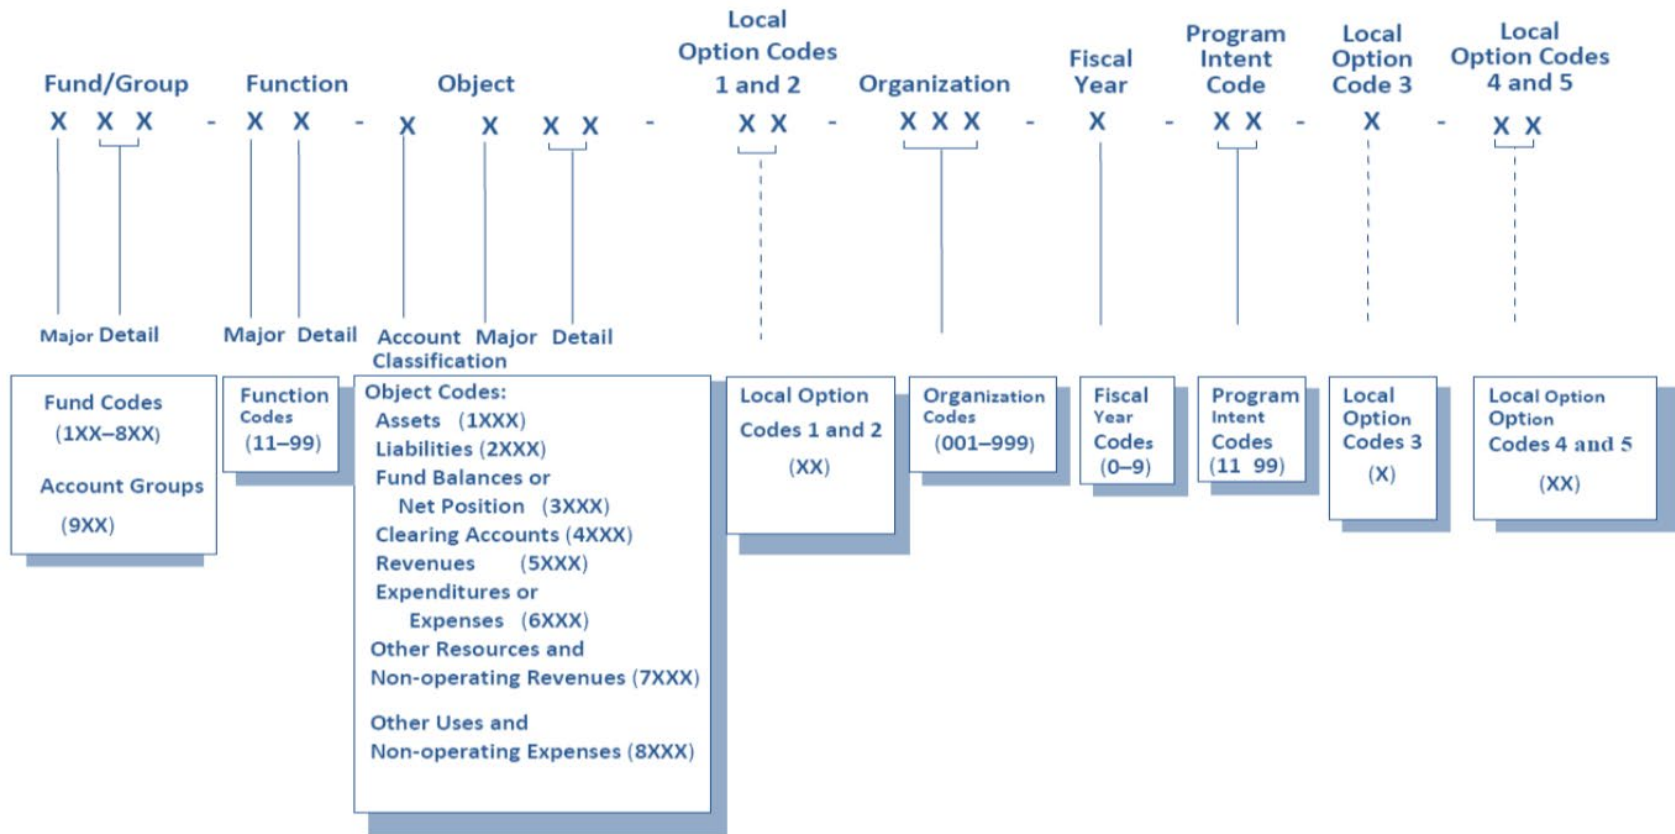 Fund/Group
Function
Object
Local
Option Codes
1 and 2
Organization
Fiscal
Year
Program
Intent
Code
Local
Option
Code 3
Local
Option Codes
4 and 5
X X X - X X - X X X X - X X - X X X - X - X X - X - X X
Major Detail
Major Detail
Account Major Detail
Classification
Fund Codes
(1XX–8XX)
Account Groups
(9XX)
Function
Codes
(11–99)
Object Codes:
Assets (1XXX)
Liabilities (2XXX)
Fund Balances or
Net Position (3XXX)
Clearing Accounts (4XXX)
Revenues (5XXX)
Expenditures or
Expenses (6XXX)
Other Resources and
Non-operating Revenues (7XXX)
Other Uses and
Non-operating Expenses (8XXX)
Local Option
Codes 1 and 2
(XX)
Organization
Codes
(001–999)
Fiscal
Year
Codes
(0–9)
Program
Intent
Codes
(11 99)
Local
Option
Codes 3
(X)
Local Option
Option
Codes 4 and 5
(XX)